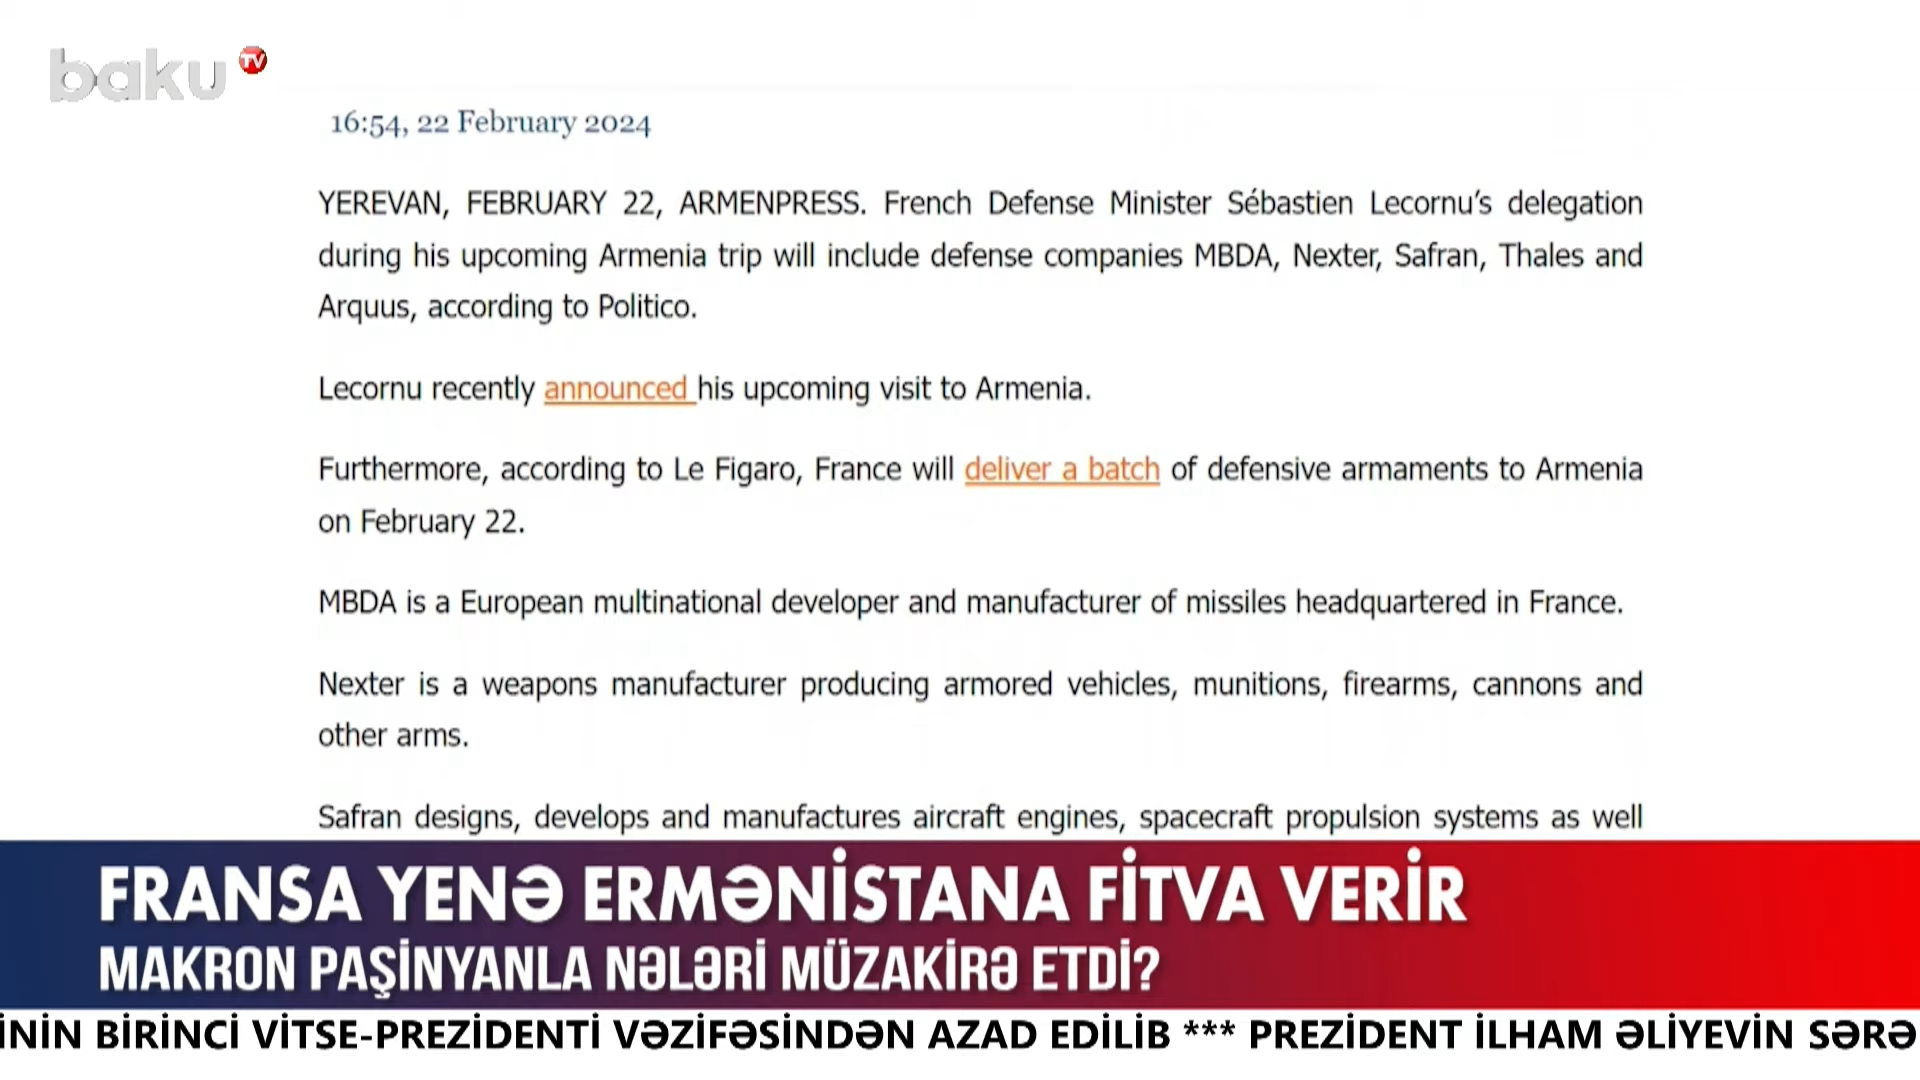 baku TV
16:54, 22 February 2024
YEREVAN, FEBRUARY 22, ARMENPRESS. French Defense Minister Sébastien Lecornu’s delegation
during his upcoming Armenia trip will include defense companies MBDA, Nexter, Safran, Thales and
Arquus, according to Politico.
Lecornu recently announced his upcoming visit to Armenia.
Furthermore, according to Le Figaro, France will deliver a batch of defensive armaments to Armenia
on February 22.
MBDA is a European multinational developer and manufacturer of missiles headquartered in France.
Nexter is a weapons manufacturer producing armored vehicles, munitions, firearms, cannons and
other arms.
Safran designs, develops and manufactures aircraft engines, spacecraft propulsion systems as well
FRANSA YENƏ ERMƏNİSTANA FİTVA VERİR
MAKRON PAŞİNYANLA NƏLƏRİ MÜZAKİRƏ ETDİ?
İNİN BİRİNCİ VİTSE-PREZİDENTİ VƏZİFƏSİNDƏN AZAD EDİLİB *** PREZİDENT İLHAM ƏLİYEVİN SƏRƏ